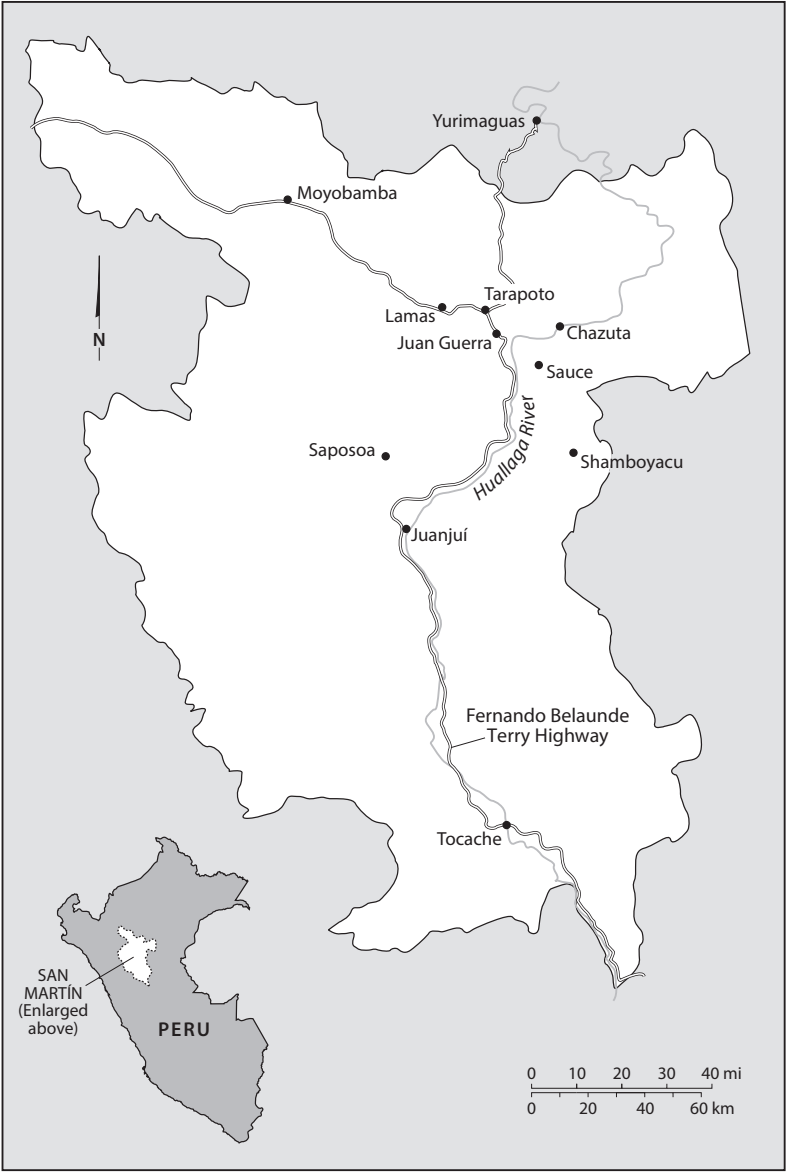 Yurimaguas
Moyobamba
Tarapoto
Lamas
Chazuta
Juan Guerra
Sauce
Huallaga River
Saposoa
Shamboyacu
Juanjuí
N
Fernando Belaunde
Terry Highway
Tocache
SAN
MARTÍN
(Enlarged
above)
PERU
0 10 20 30 40 mi
0 20 40 60 km